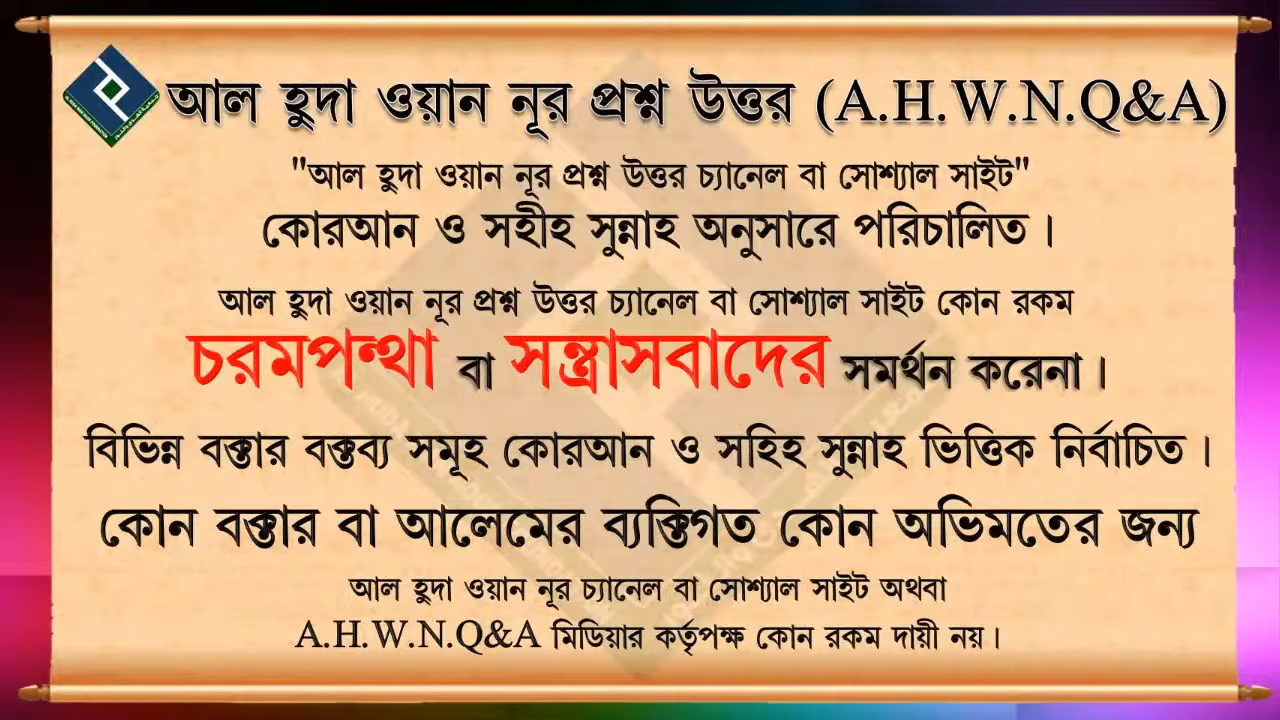 আল হুদা ওয়ান নূর প্রশ্ন উত্তর (A.H.W.N.Q&A)
"আল হুদা ওয়ান নূর প্রশ্ন উত্তর চ্যানেল বা সোশ্যাল সাইট"
কোরআন ও সহীহ সুন্নাহ অনুসারে পরিচালিত।
আল হুদা ওয়ান নূর প্রশ্ন উত্তর চ্যানেল বা সোশ্যাল সাইট কোন রকম
চরমপন্থা বা সন্ত্রাসবাদের সমর্থন করেনা।
বিভিন্ন বক্তার বক্তব্য সমূহ কোরআন ও সহিহ সুন্নাহ ভিত্তিক নির্বাচিত।
কোন বক্তার বা আলেমের ব্যক্তিগত কোন অভিমতের জন্য
আল হুদা ওয়ান নূর চ্যানেল বা সোশ্যাল সাইট অথবা
A.H.W.N.Q&A মিডিয়ার কর্তৃপক্ষ কোন রকম দায়ী নয়।